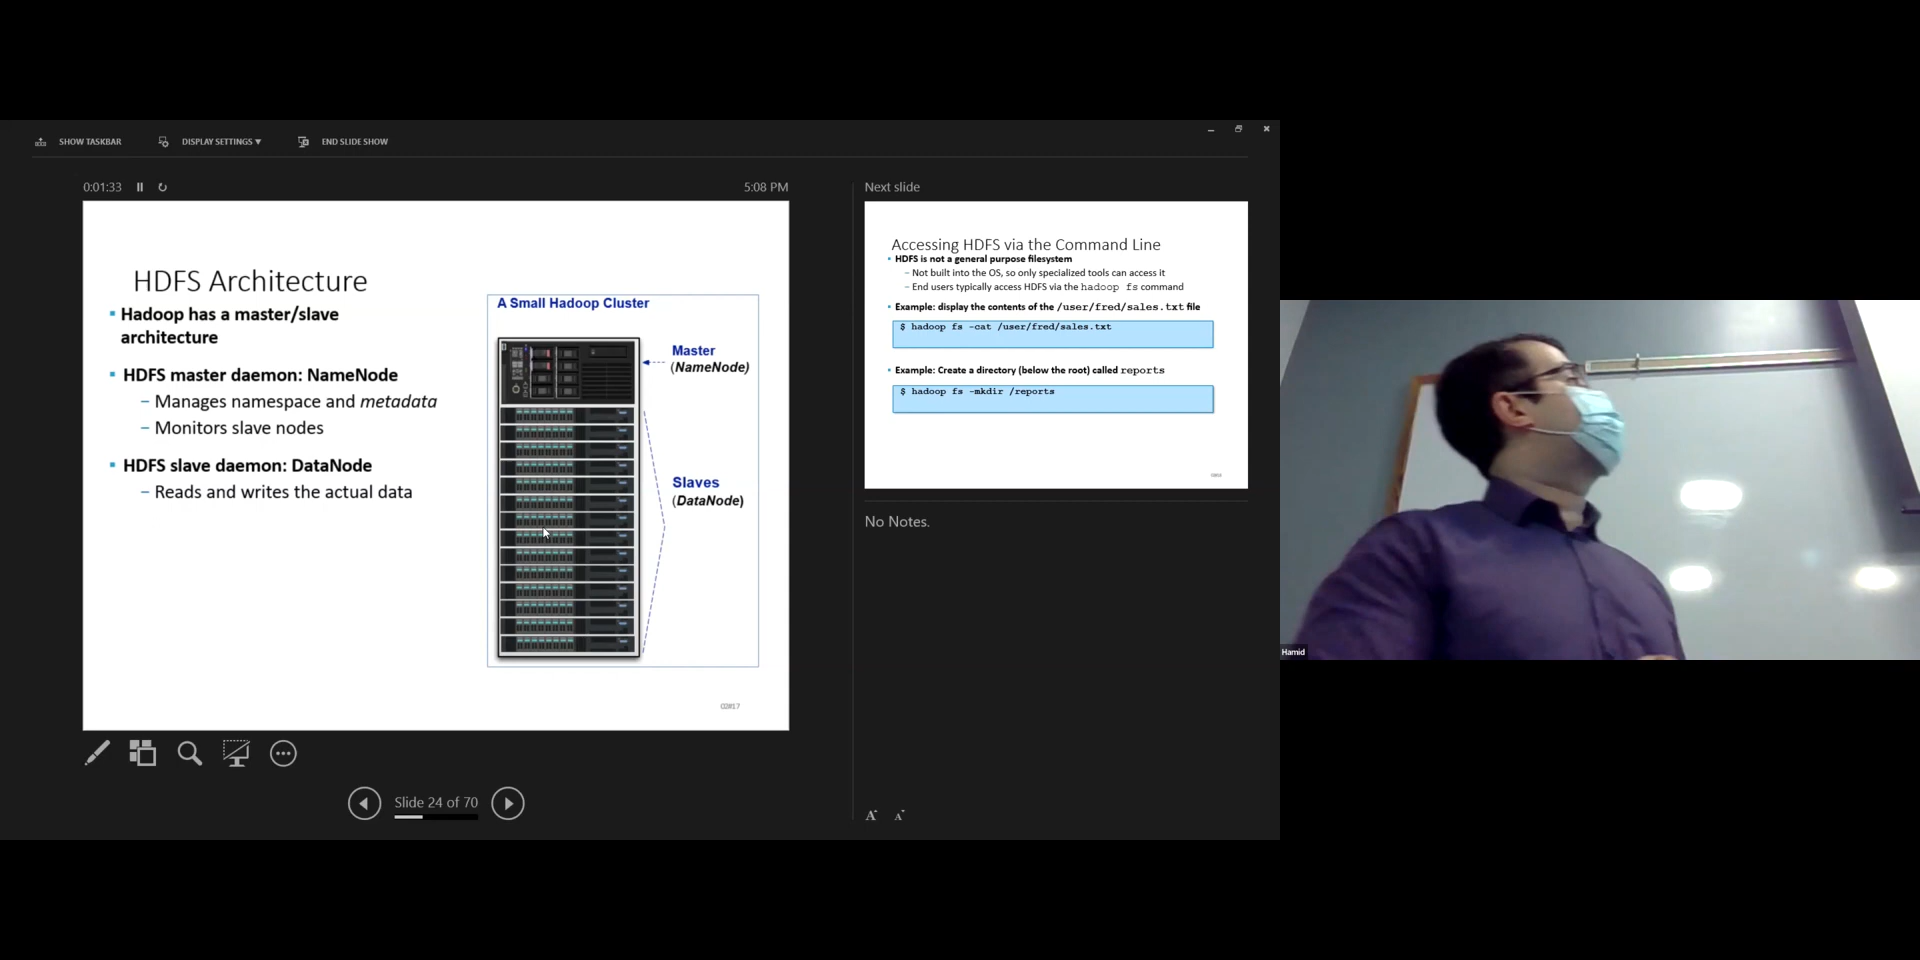 SHOW TASKBAR
DISPLAY SETTINGS ▾
END SLIDE SHOW
0:01:33
5:08 PM
HDFS Architecture
▪ Hadoop has a master/slave
architecture
▪ HDFS master daemon: NameNode
– Manages namespace and metadata
– Monitors slave nodes
▪ HDFS slave daemon: DataNode
– Reads and writes the actual data
A Small Hadoop Cluster
Master
(NameNode)
Slaves
(DataNode)
Slide 24 of 70
Next slide
Accessing HDFS via the Command Line
▪ HDFS is not a general purpose filesystem
– Not built into the OS, so only specialized tools can access it
– End users typically access HDFS via the hadoop fs command
▪ Example: display the contents of the /user/fred/sales.txt file
$ hadoop fs -cat /user/fred/sales.txt
▪ Example: Create a directory (below the root) called reports
$ hadoop fs -mkdir /reports
No Notes.
A A
Hamid